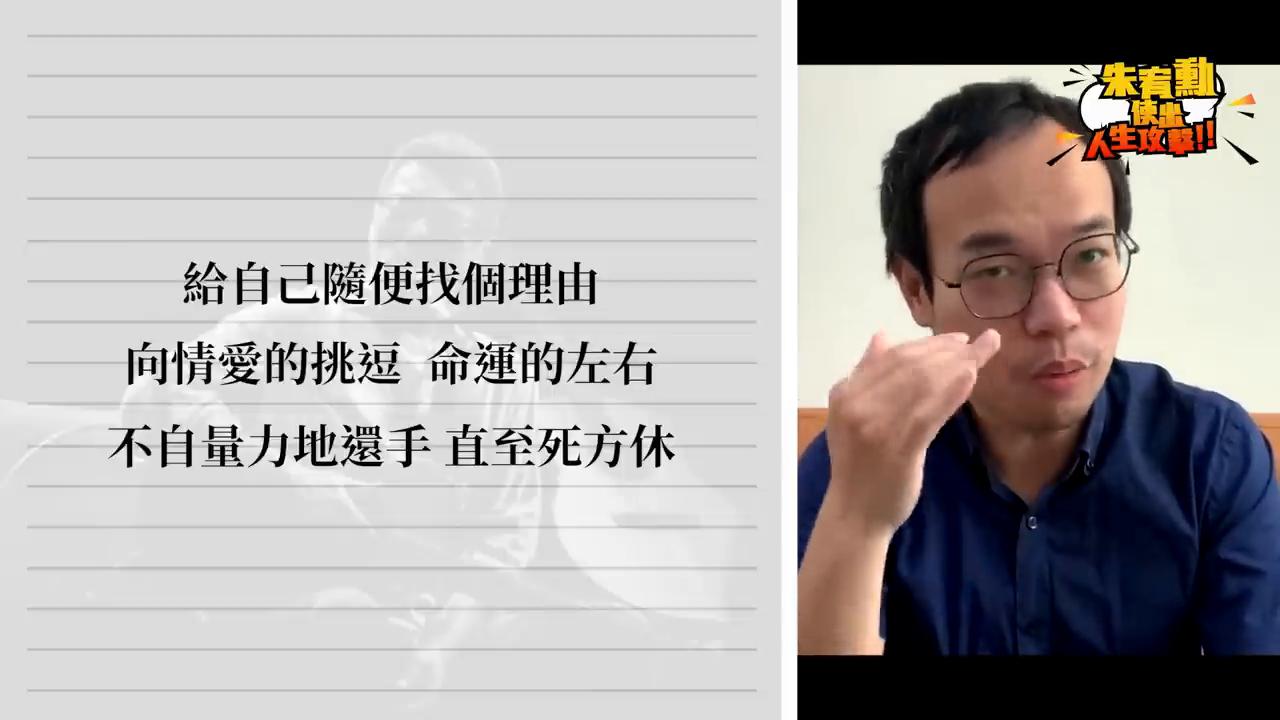 給自己隨便找個理由
向情愛的挑逗 命運的左右
不自量力地還手 直至死方休
朱宥勳
使出
人生攻擊!!